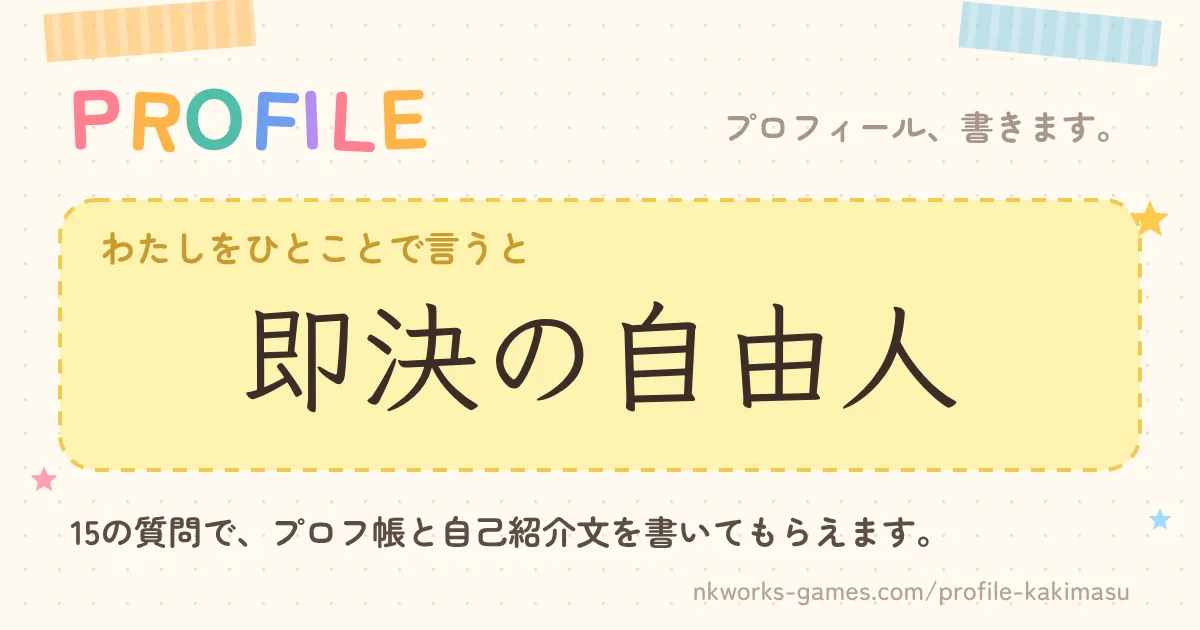 PROFILE
プロフィール、書きます。
わたしをひとことで言うと
即決の自由人
15の質問で、プロフ帳と自己紹介文を書いてもらえます。
nkworks-games.com/profile-kakimasu